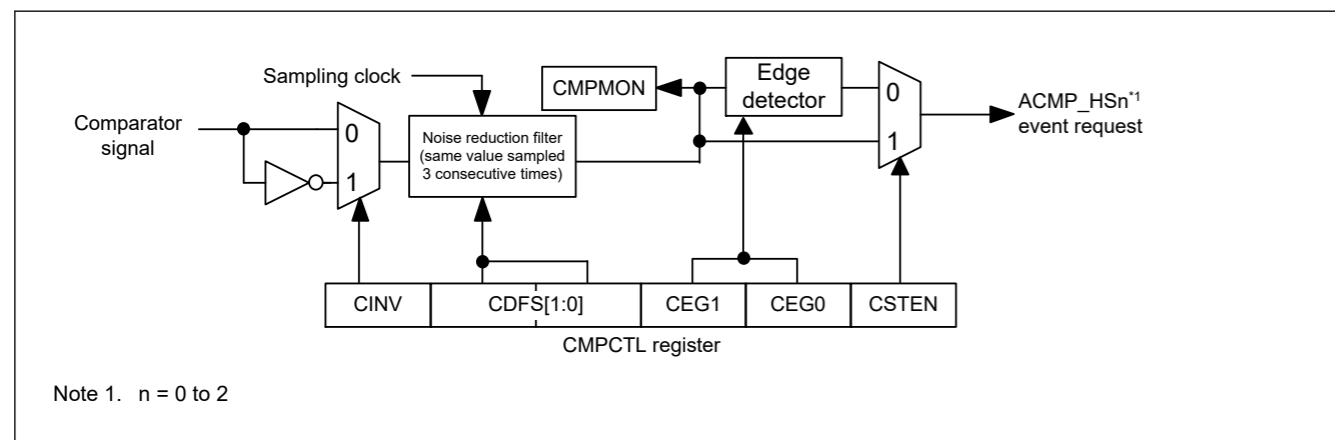 Sampling clock
Comparator
signal
0
1
Noise reduction filter
(same value sampled
3 consecutive times)
CMPMON
Edge
detector
0
1
ACMP_HSn*1
event request
CINV
CDFS[1:0]
CEG1
CEG0
CSTEN
CMPCTL register
Note 1. n = 0 to 2